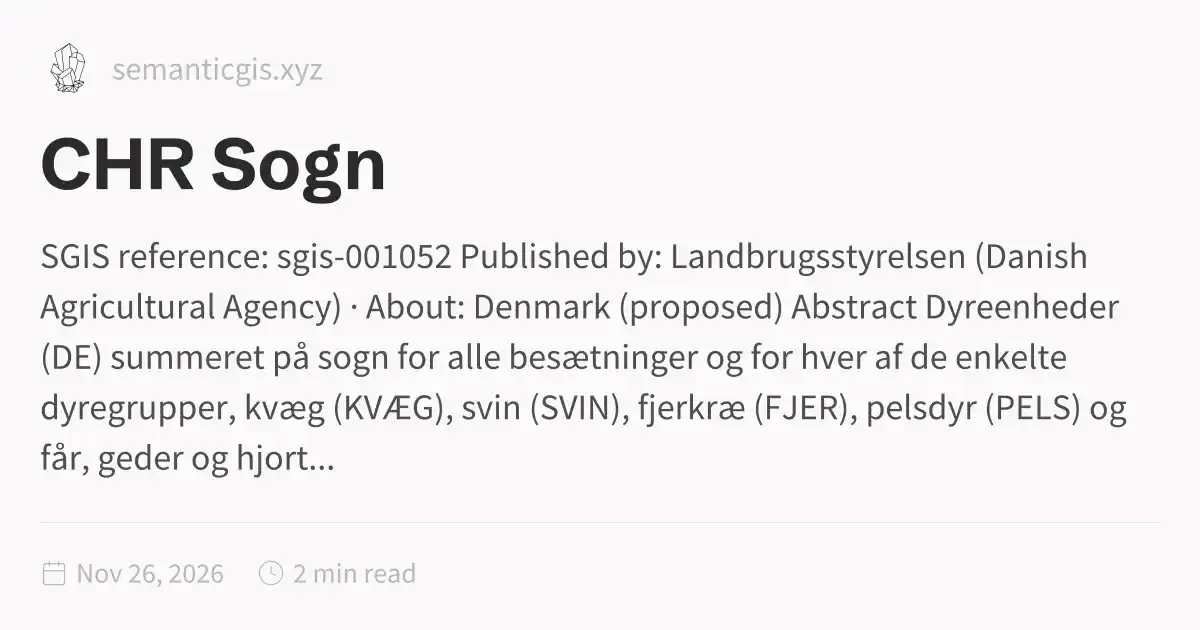 semanticgis.xyz
CHR Sogn
SGIS reference: sgis-001052 Published by: Landbrugsstyrelsen (Danish
Agricultural Agency) · About: Denmark (proposed) Abstract Dyreenheder
(DE) summeret på sogn for alle besætninger og for hver af de enkelte
dyregrupper, kvæg (KVÆG), svin (SVIN), fjerkræ (FJER), pelsdyr (PELS) og
får, geder og hjort...
Nov 26, 2026 2 min read